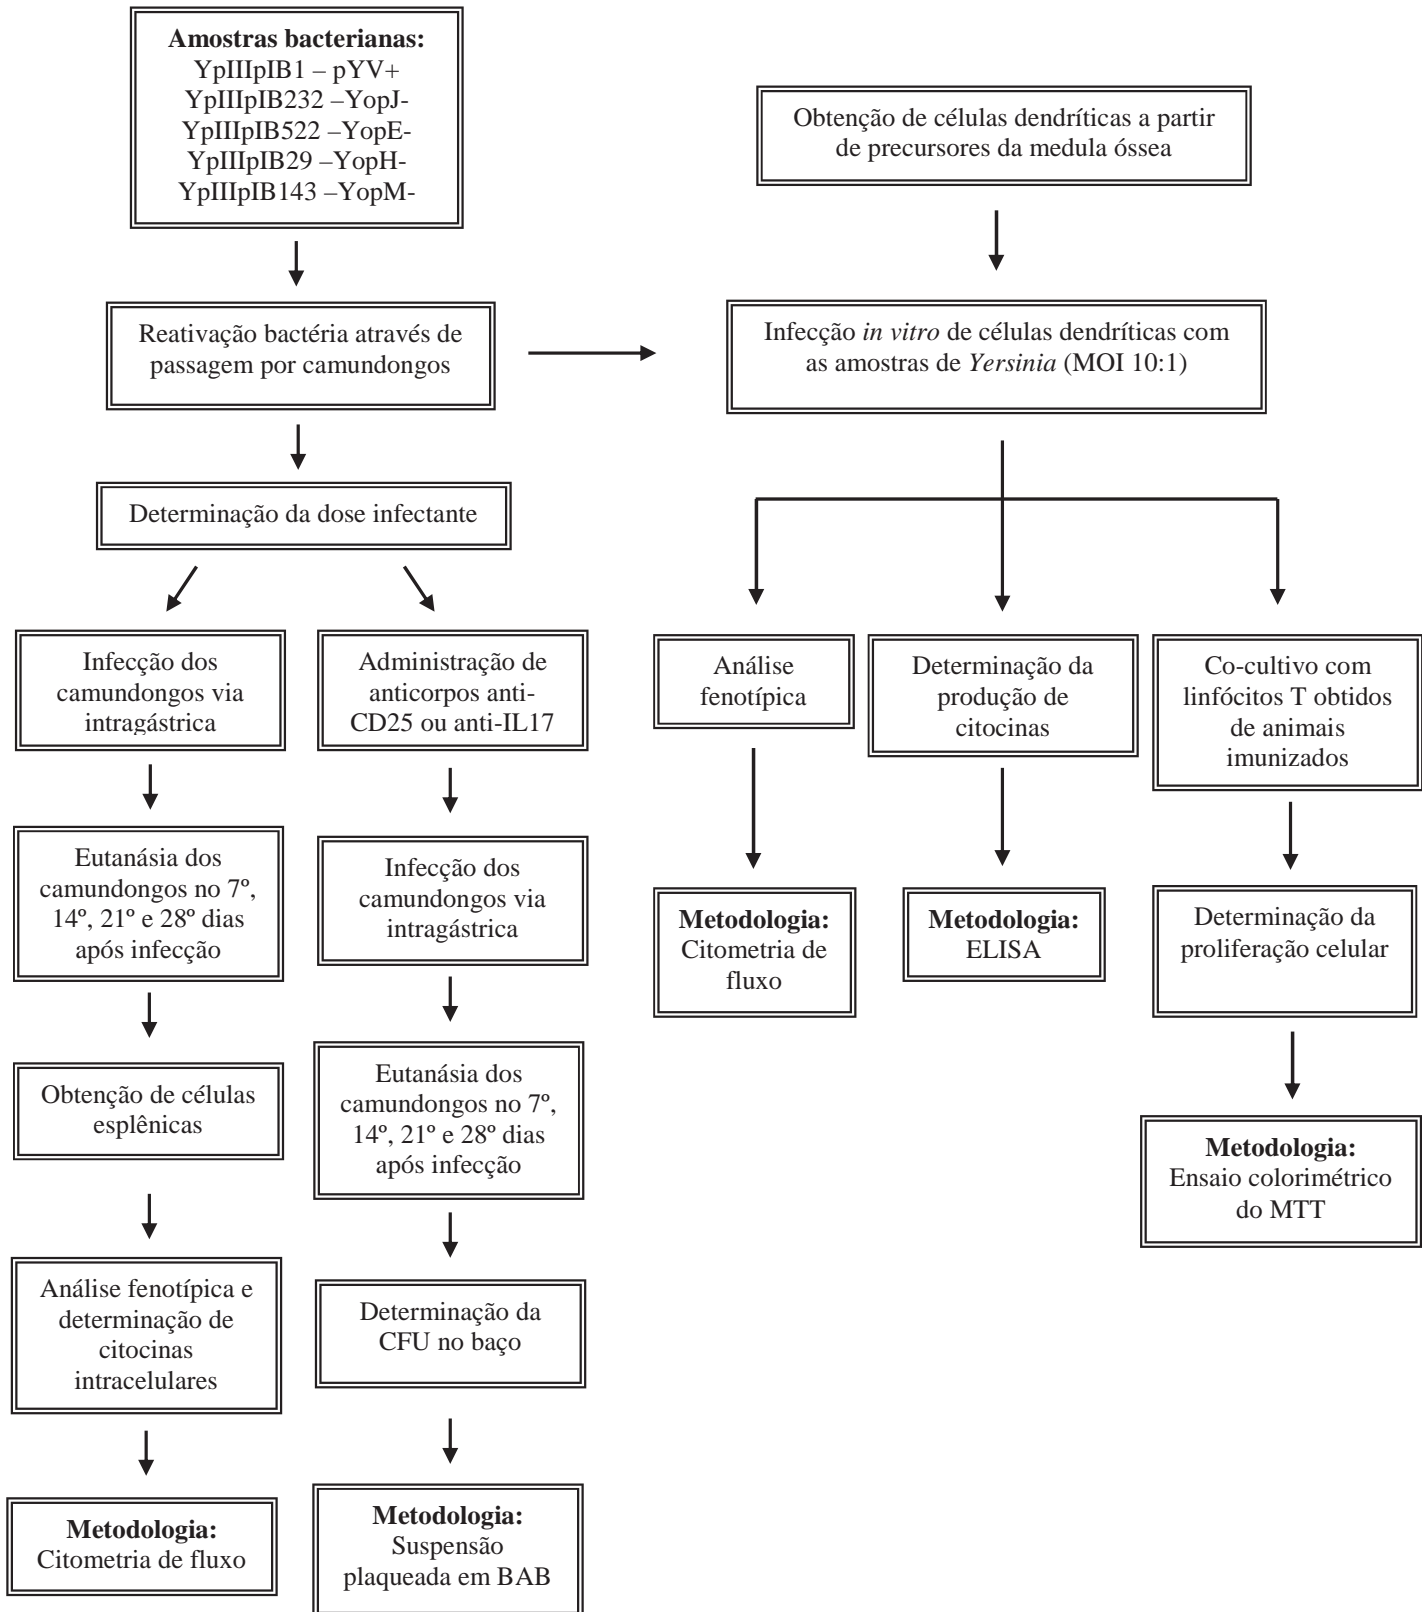 Amostras bacterianas:
YpIIIpIB1 – pYV+
YpIIIpIB232 –YopJ-
YpIIIpIB522 –YopE-
YpIIIpIB29 –YopH-
YpIIIpIB143 –YopM-
Obtenção de células dendríticas a partir
de precursores da medula óssea
Reativação bactéria através de
passagem por camundongos
Infecção in vitro de células dendríticas com
as amostras de Yersinia (MOI 10:1)
Determinação da dose infectante
Infecção dos
camundongos via
intragástrica
Administração de
anticorpos anti-
CD25 ou anti-IL17
Análise
fenotípica
Determinação da
produção de
citocinas
Co-cultivo com
linfócitos T obtidos
de animais
imunizados
Eutanásia dos
camundongos no 7º,
14º, 21º e 28º dias
após infecção
Infecção dos
camundongos via
intragástrica
Metodologia:
Citometria de
fluxo
Metodologia:
ELISA
Determinação da
proliferação celular
Obtenção de células
esplênicas
Eutanásia dos
camundongos no 7º,
14º, 21º e 28º dias
após infecção
Metodologia:
Ensaio colorimétrico
do MTT
Análise fenotípica e
determinação de
citocinas
intracelulares
Determinação da
CFU no baço
Metodologia:
Citometria de fluxo
Metodologia:
Suspensão
plaqueada em BAB